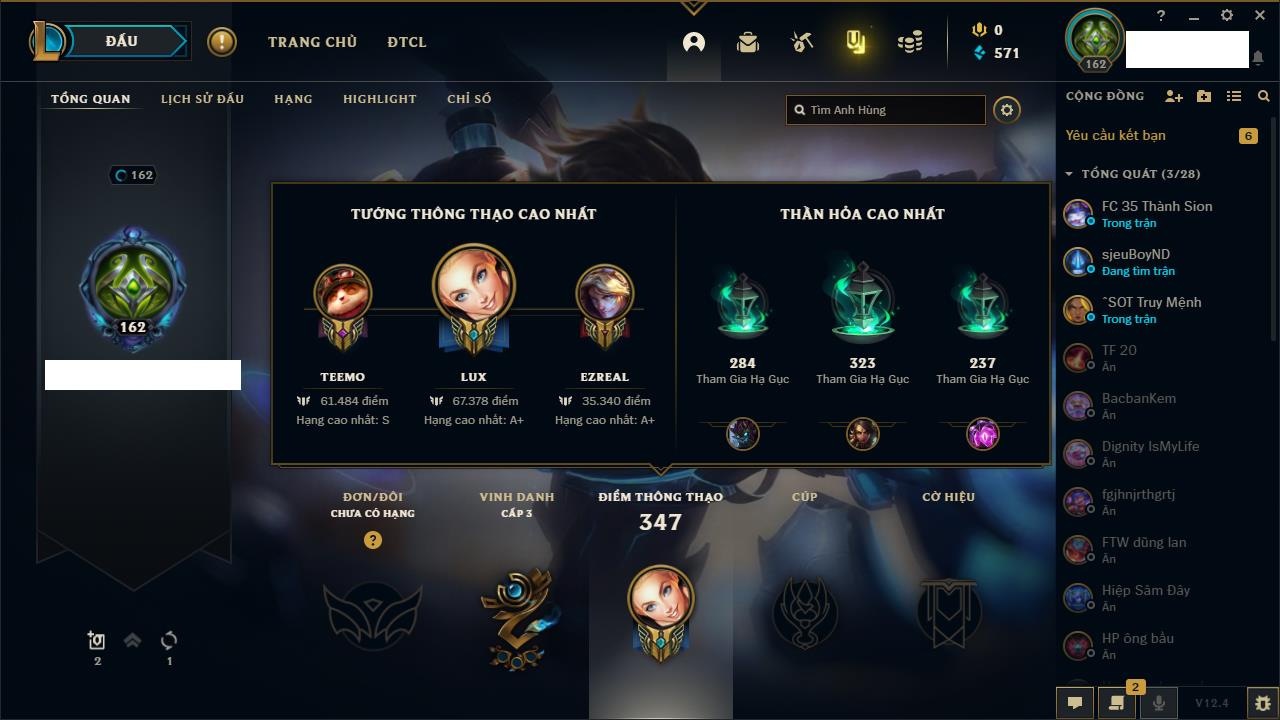 ĐẤU
!
TRANG CHỦ
ĐTCL
0
571
162
?
TỔNG QUAN
LỊCH SỬ ĐẤU
HẠNG
HIGHLIGHT
CHỈ SỐ
Tìm Anh Hùng
162
162
TƯỚNG THÔNG THẠO CAO NHẤT
TEEMO
61.484 điểm
Hạng cao nhất: S
LUX
67.378 điểm
Hạng cao nhất: A+
EZREAL
35.340 điểm
Hạng cao nhất: A+
THẦN HỎA CAO NHẤT
284
Tham Gia Hạ Gục
323
Tham Gia Hạ Gục
237
Tham Gia Hạ Gục
ĐƠN/ĐÔI
CHƯA CÓ HẠNG
?
VINH DANH
CẤP 3
ĐIỂM THÔNG THẠO
347
CÚP
CỜ HIỆU
2
1
CỘNG ĐỒNG
Yêu cầu kết bạn
6
TỔNG QUÁT (3/28)
FC 35 Thành Sion
Trong trận
sjeuBoyND
Đang tìm trận
^SOT Truy Mệnh
Trong trận
TF 20
Ẩn
BacbanKem
Ẩn
Dignity IsMyLife
Ẩn
fgjhnjrthgrtj
Ẩn
FTW dũng lan
Ẩn
Hiệp Sâm Đây
Ẩn
HP ông bầu
Ẩn
2
V12.4